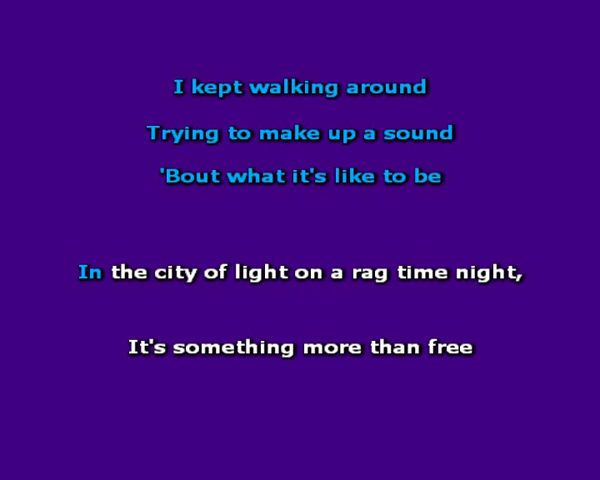 I kept walking around
Trying to make up a sound
'Bout what it's like to be
In the city of light on a rag time night,
It's something more than free